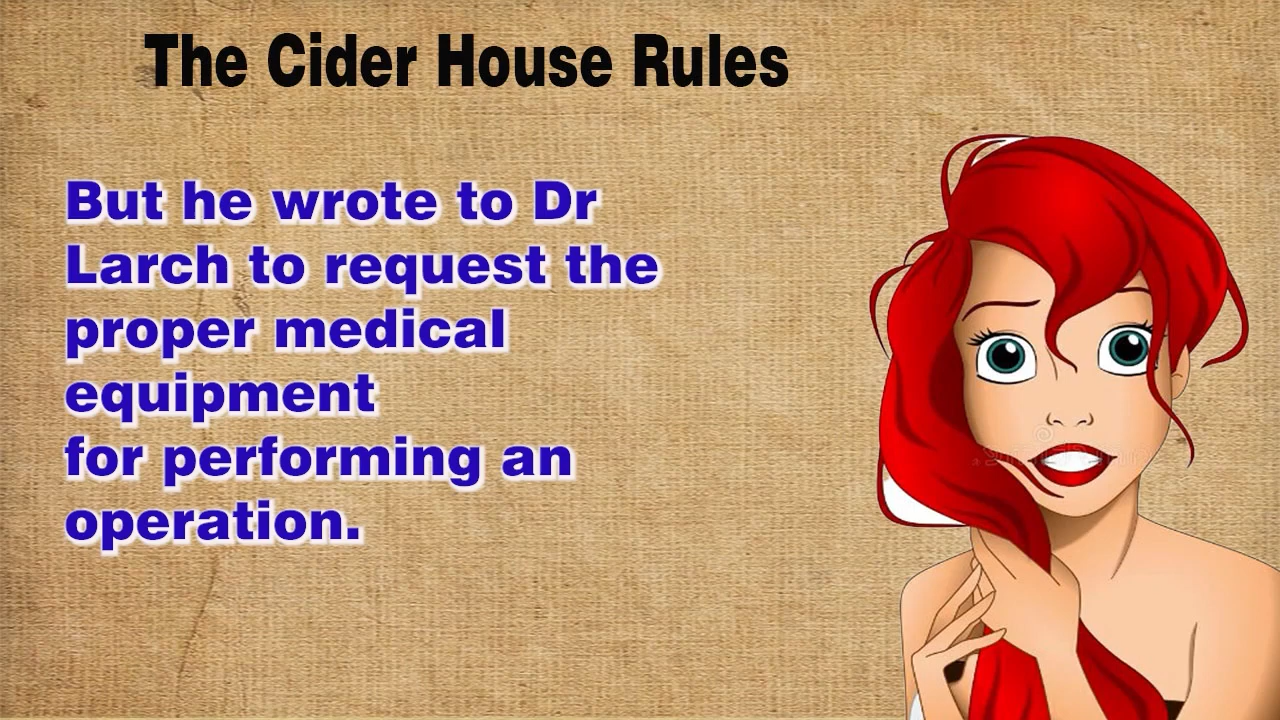 The Cider House Rules
But he wrote to Dr
Larch to request the
proper medical
equipment
for performing an
operation.